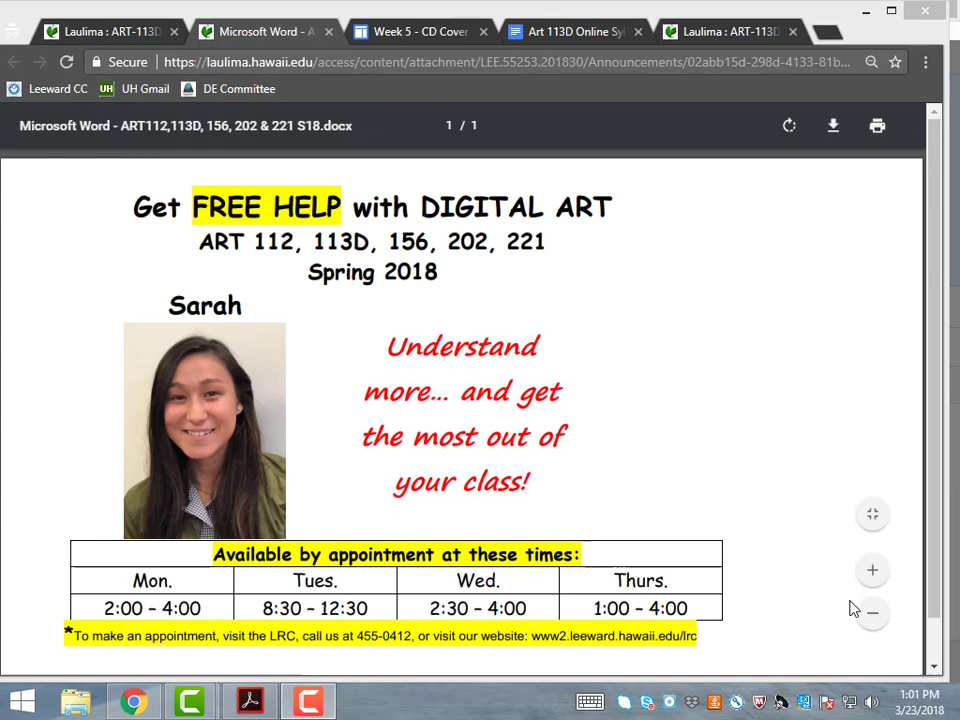 Laulima : ART-113D
Microsoft Word - A
Week 5 - CD Cover
Art 113D Online Syl
Laulima : ART-113D
Secure
https://laulima.hawaii.edu/access/content/attachment/LEE.55253.201830/Announcements/02abb15d-298d-4133-81b...
Leeward CC
UH UH Gmail
DE Committee
Microsoft Word - ART112,113D, 156, 202 & 221 S18.docx
1 / 1
Get FREE HELP with DIGITAL ART
ART 112, 113D, 156, 202, 221
Spring 2018
Sarah
Understand
more... and get
the most out of
your class!
Available by appointment at these times:
Mon. Tues. Wed. Thurs.
2:00 – 4:00 8:30 – 12:30 2:30 – 4:00 1:00 – 4:00
*To make an appointment, visit the LRC, call us at 455-0412, or visit our website: www2.leeward.hawaii.edu/lrc
1:01 PM
3/23/2018